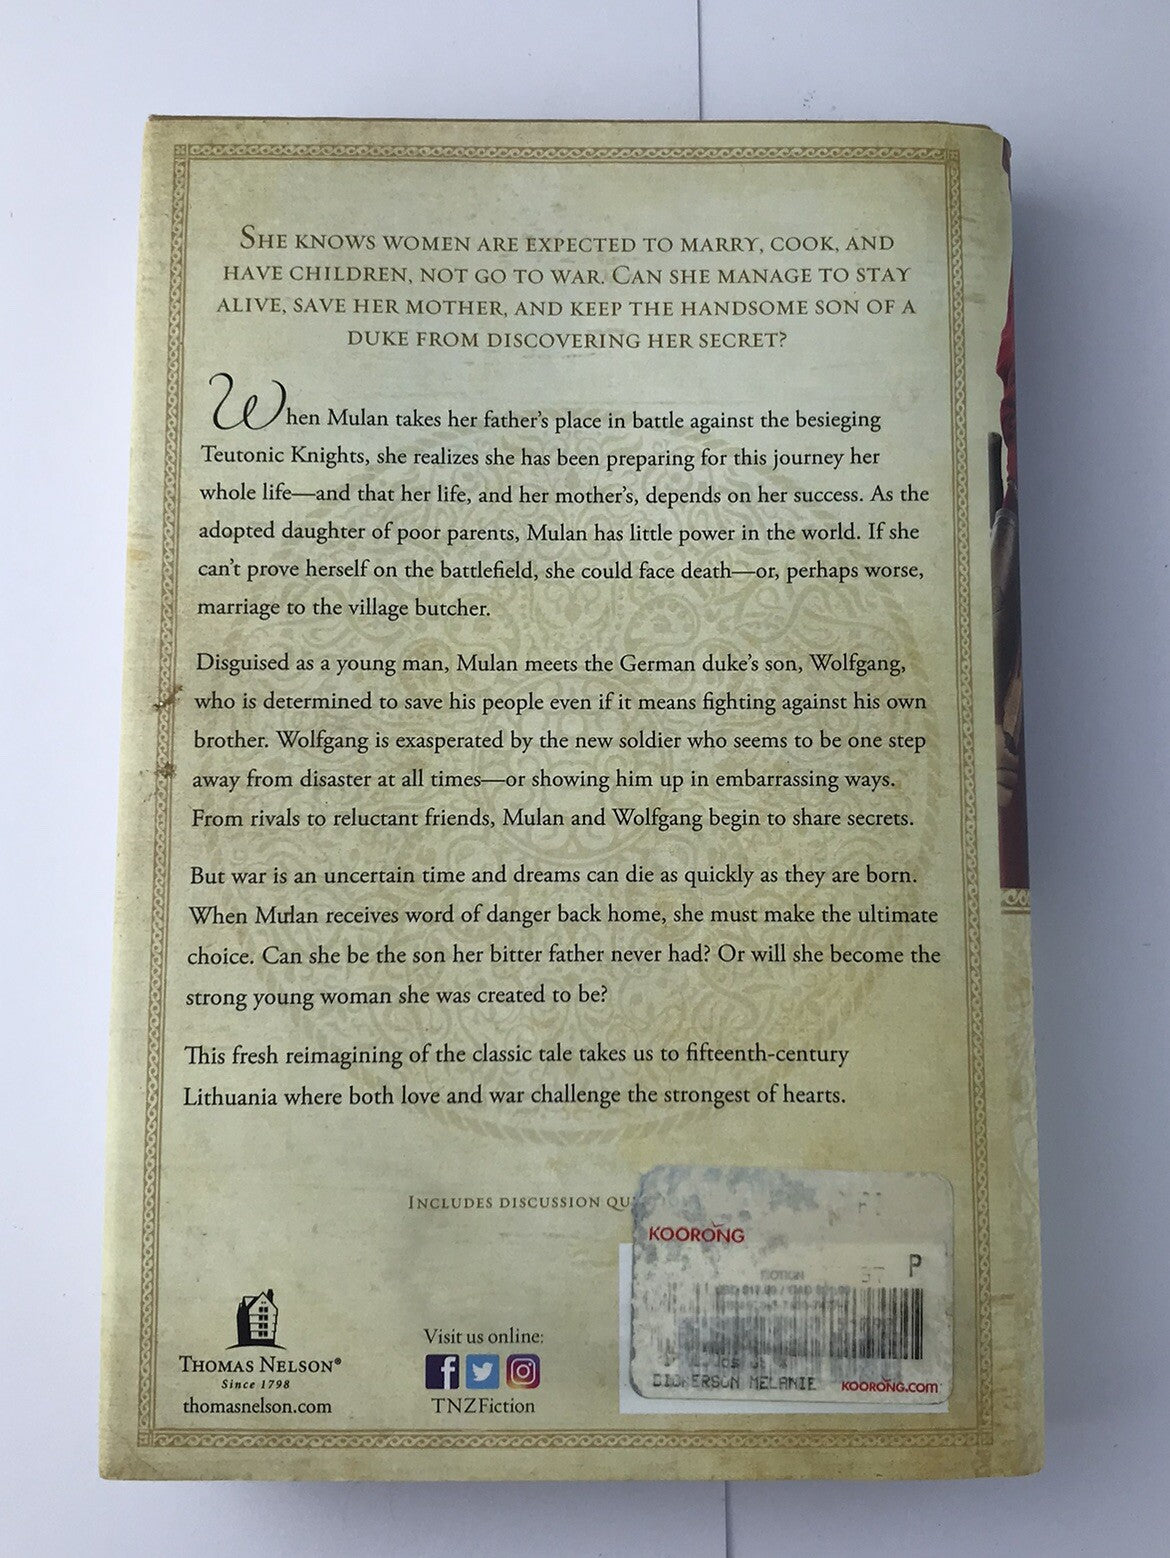 SHE KNOWS WOMEN ARE EXPECTED TO MARRY, COOK, AND
HAVE CHILDREN, NOT GO TO WAR. CAN SHE MANAGE TO STAY
ALIVE, SAVE HER MOTHER, AND KEEP THE HANDSOME SON OF A
DUKE FROM DISCOVERING HER SECRET?
When Mulan takes her father's place in battle against the besieging
Teutonic Knights, she realizes she has been preparing for this journey her
whole life—and that her life, and her mother's, depends on her success. As the
adopted daughter of poor parents, Mulan has little power in the world. If she
can't prove herself on the battlefield, she could face death—or, perhaps worse,
marriage to the village butcher.
Disguised as a young man, Mulan meets the German duke's son, Wolfgang,
who is determined to save his people even if it means fighting against his own
brother. Wolfgang is exasperated by the new soldier who seems to be one step
away from disaster at all times—or showing him up in embarrassing ways.
From rivals to reluctant friends, Mulan and Wolfgang begin to share secrets.
But war is an uncertain time and dreams can die as quickly as they are born.
When Mulan receives word of danger back home, she must make the ultimate
choice. Can she be the son her bitter father never had? Or will she become the
strong young woman she was created to be?
This fresh reimagining of the classic tale takes us to fifteenth-century
Lithuania where both love and war challenge the strongest of hearts.
INCLUDES DISCUSSION QU
KOORONG
FICTION
P
MELANIE
KOORONG.com
THOMAS NELSON®
Since 1798
thomasnelson.com
Visit us online:
TNZFiction